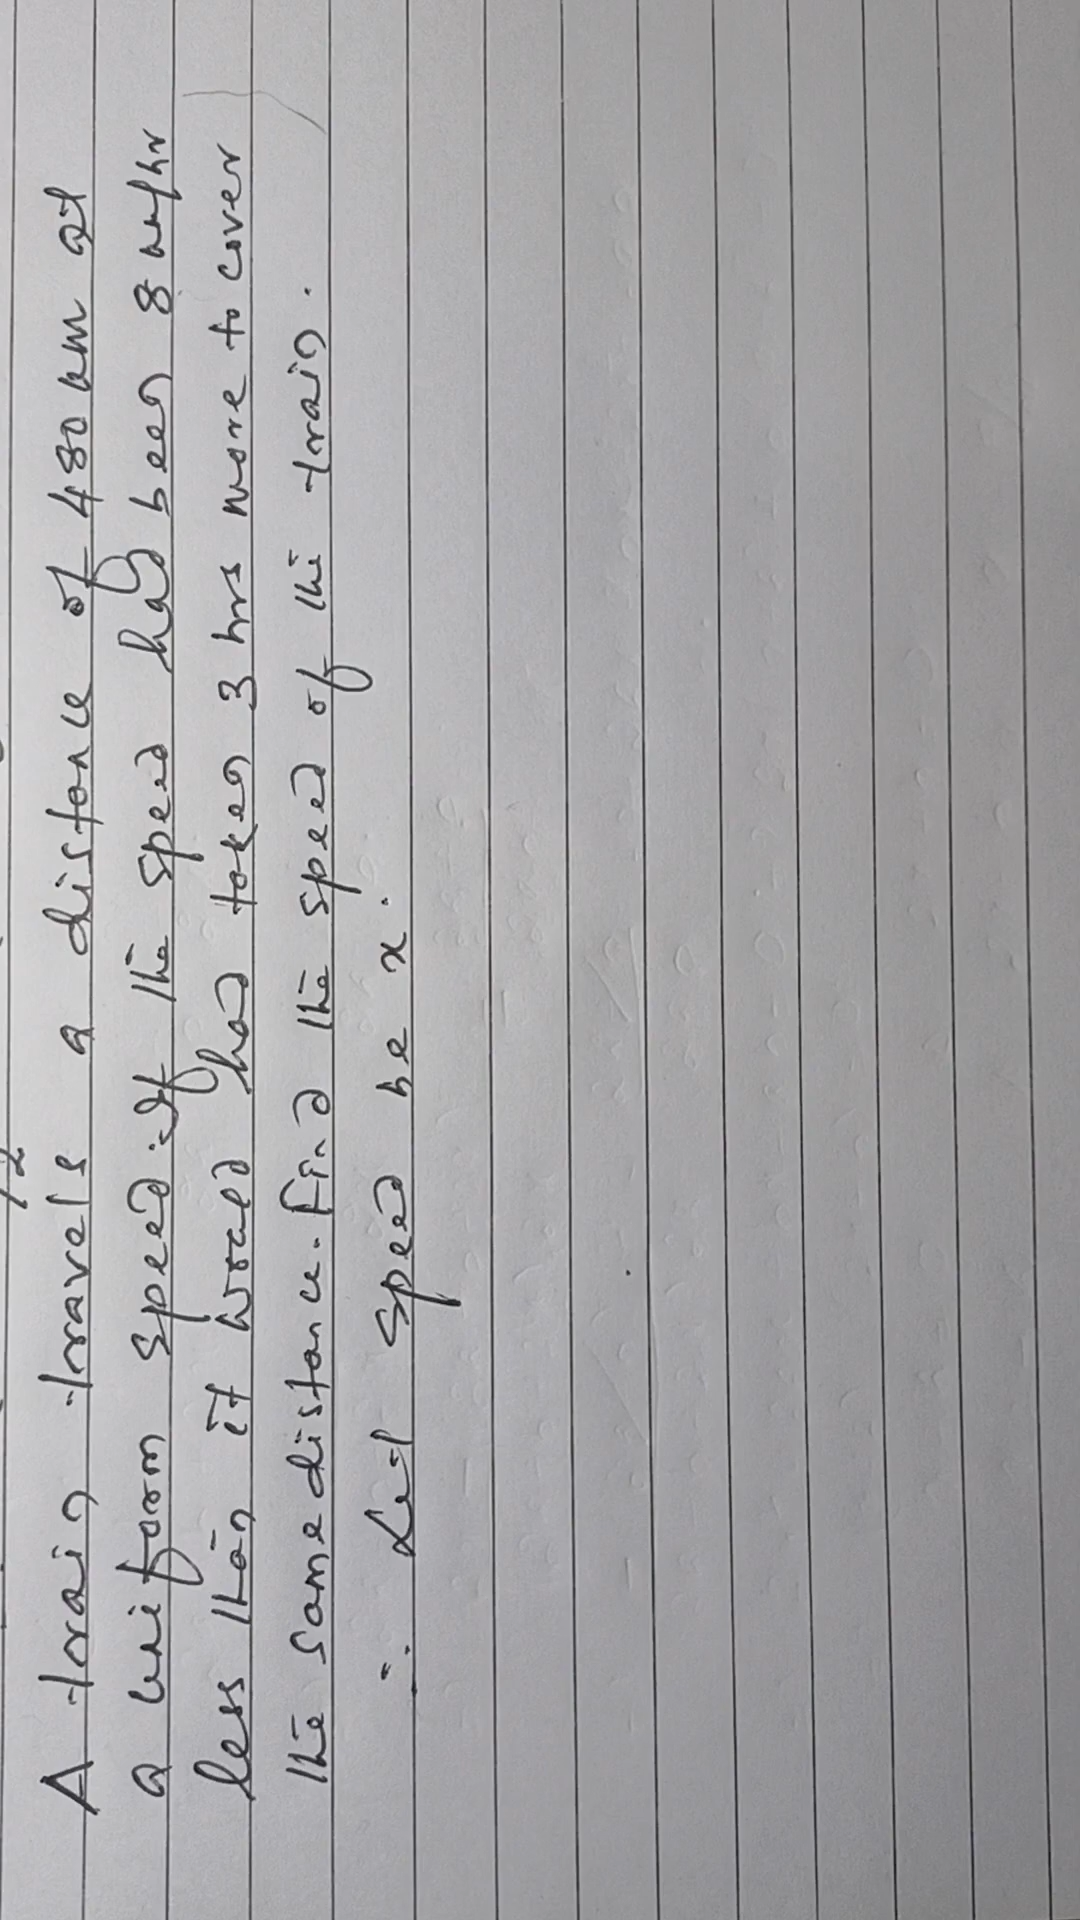 A train travels a distance of 480 km at
a uniform speed. If the speed had been 8 km/hr
less than it would had taken 3 hrs more to cover
the same distance. Find the speed of the train.
∴ Let speed be x.